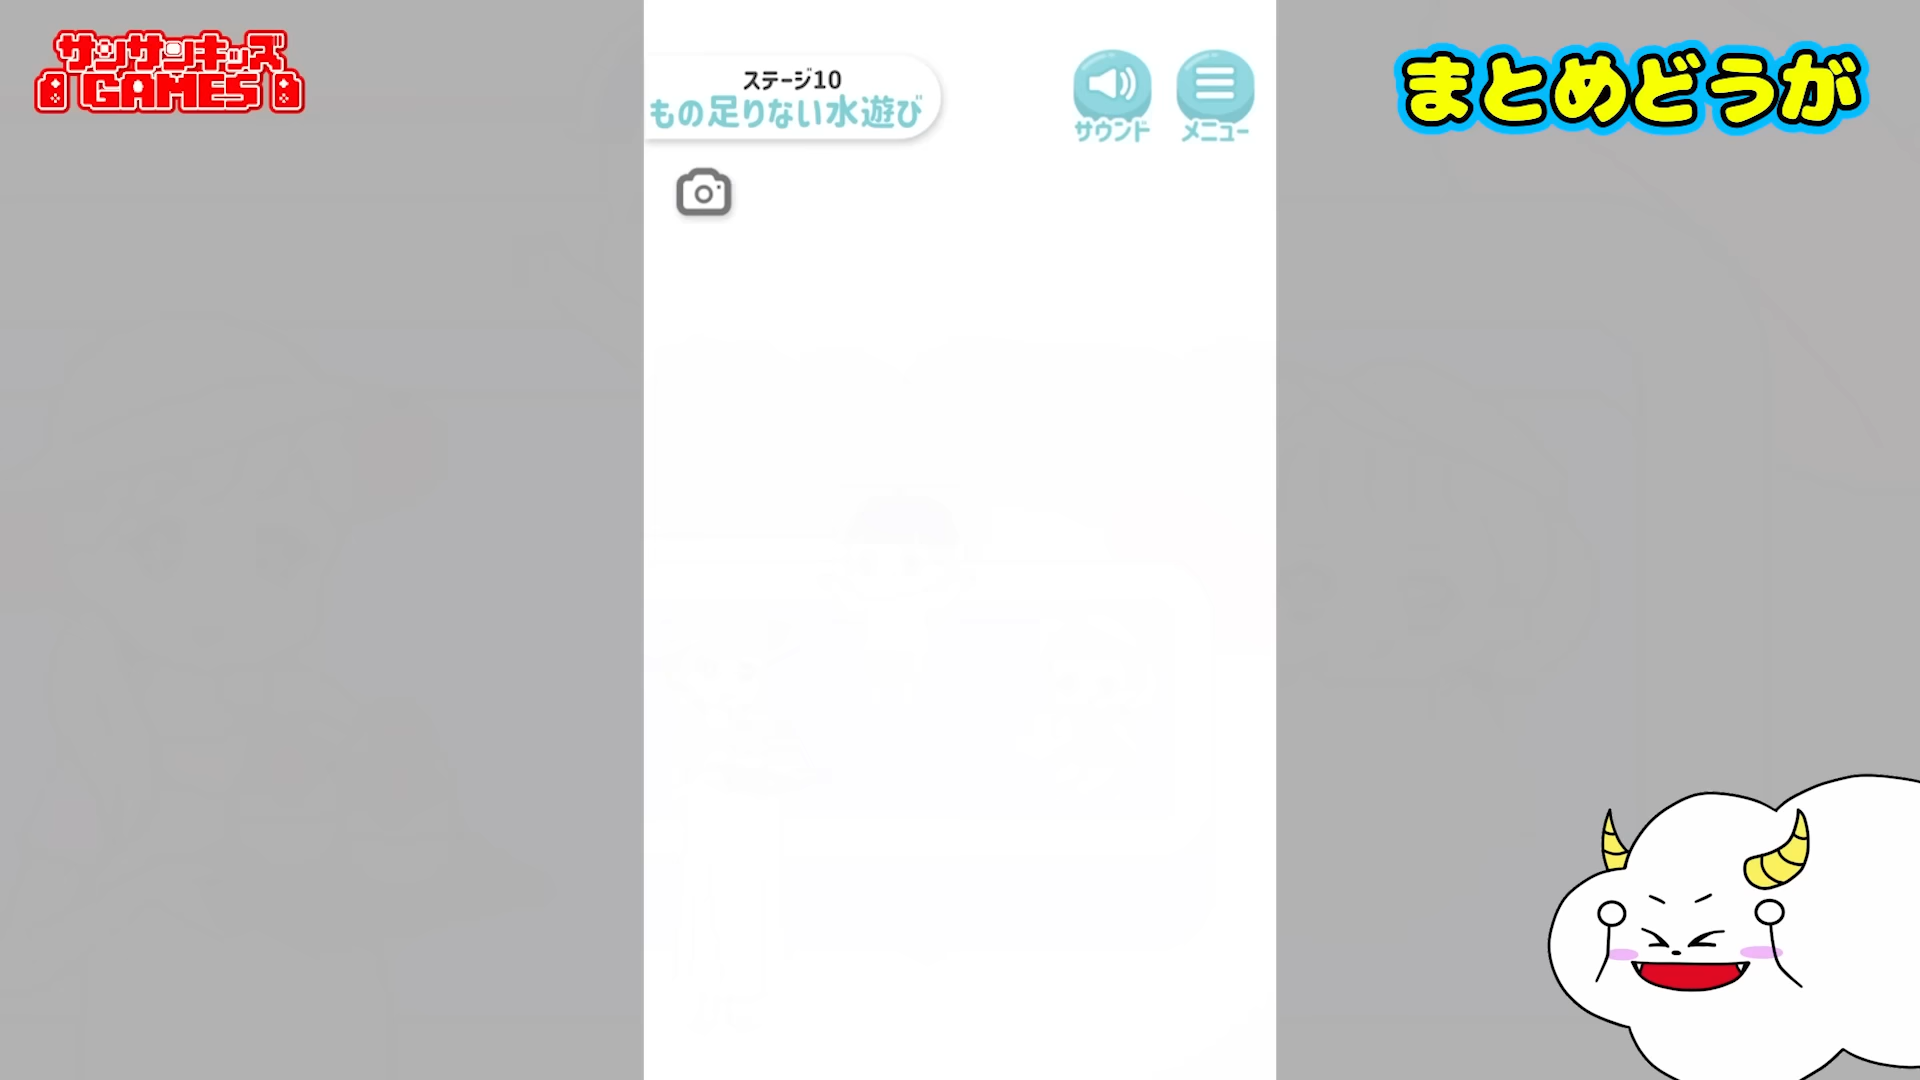 サンサンキッズ
GAMES
ステージ10
もの足りない水遊び
サウンド
メニュー
まとめどうが